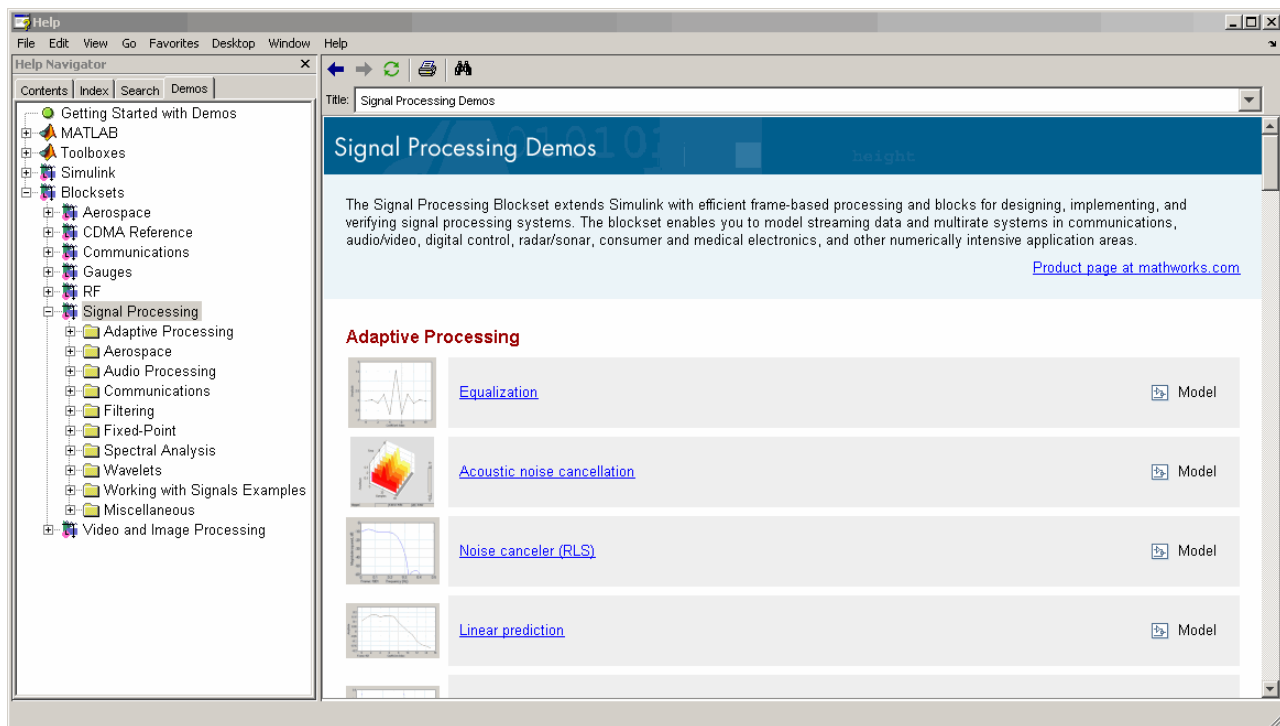 Help
File Edit View Go Favorites Desktop Window Help
Help Navigator
Contents Index Search Demos
Getting Started with Demos
MATLAB
Toolboxes
Simulink
Blocksets
Aerospace
CDMA Reference
Communications
Gauges
RF
Signal Processing
Adaptive Processing
Aerospace
Audio Processing
Communications
Filtering
Fixed-Point
Spectral Analysis
Wavelets
Working with Signals Examples
Miscellaneous
Video and Image Processing
Title: Signal Processing Demos
Signal Processing Demos
height
The Signal Processing Blockset extends Simulink with efficient frame-based processing and blocks for designing, implementing, and
verifying signal processing systems. The blockset enables you to model streaming data and multirate systems in communications,
audio/video, digital control, radar/sonar, consumer and medical electronics, and other numerically intensive application areas.
Product page at mathworks.com
Adaptive Processing
Equalization Model
Acoustic noise cancellation Model
Noise canceler (RLS) Model
Linear prediction Model